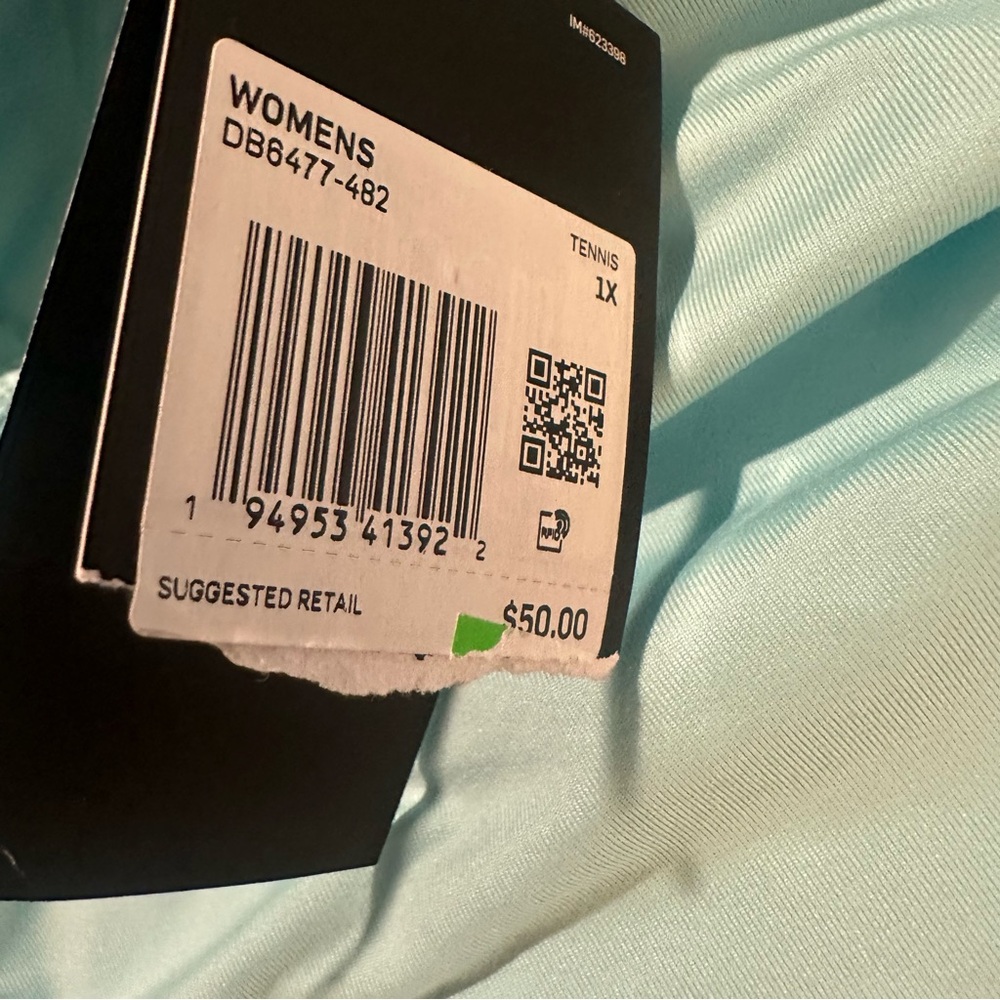 IM#623398
WOMENS
DB6477-482
TENNIS
1X
1 94953 41392 2
RFID
SUGGESTED RETAIL $50.00